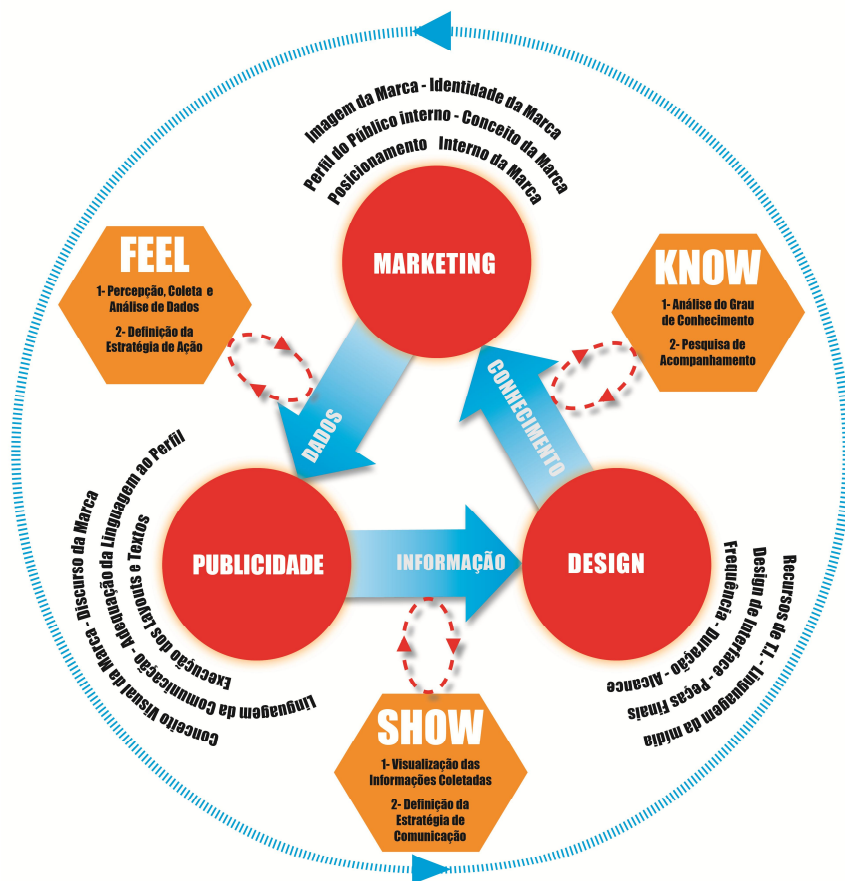 Imagem da Marca - Identidade da Marca
Perfil do Público interno - Conceito da Marca
Posicionamento Interno da Marca
MARKETING
FEEL
1- Percepção, Coleta e
Análise de Dados
2- Definição da
Estratégia de Ação
KNOW
1- Análise do Grau
de Conhecimento
2- Pesquisa de
Acompanhamento
DADOS
CONHECIMENTO
PUBLICIDADE
INFORMAÇÃO
DESIGN
Conceito Visual da Marca - Discurso da Marca
Linguagem da Comunicação - Adequação da Linguagem ao Perfil
Execução dos Layouts e Textos
Frequência - Duração - Alcance
Design de Interface - Peças Finais
Recursos de T.I. - Linguagem da mídia
SHOW
1- Visualização das
Informações Coletadas
2- Definição da
Estratégia de
Comunicação